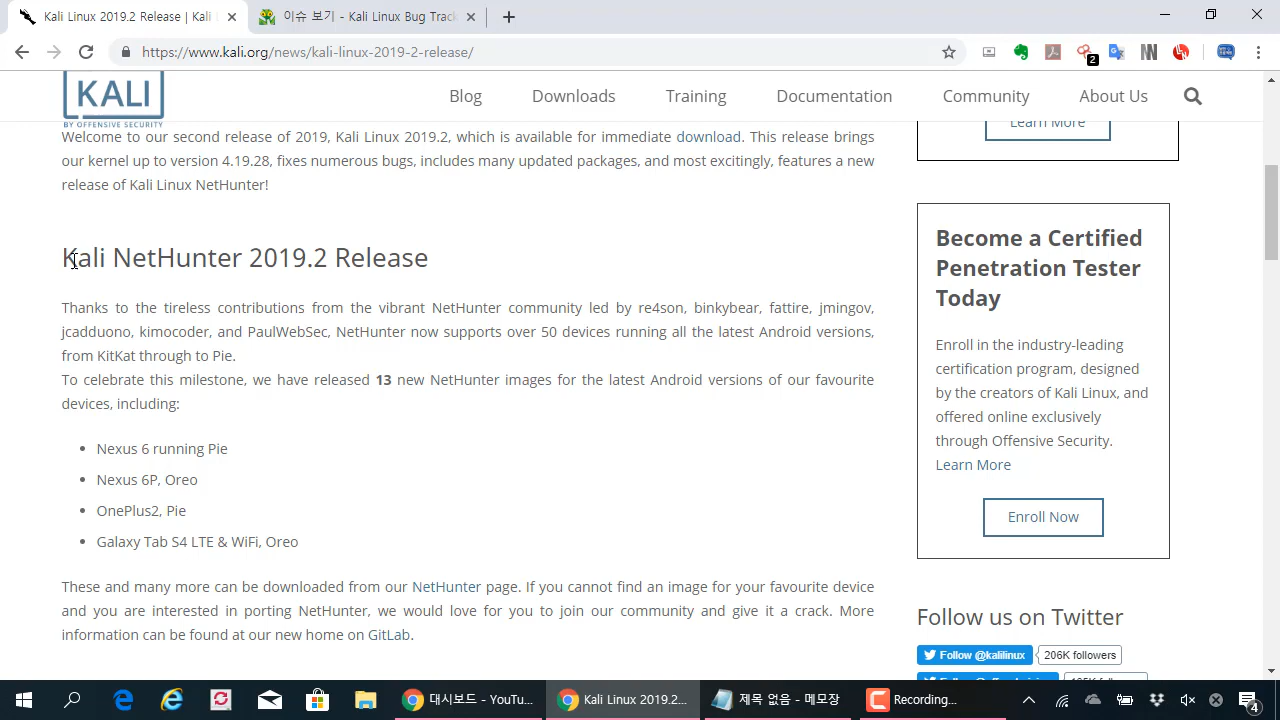 Kali Linux 2019.2 Release | Kali L
이슈 보기 - Kali Linux Bug Track
https://www.kali.org/news/kali-linux-2019-2-release/
2
KALI
BY OFFENSIVE SECURITY
Blog
Downloads
Training
Documentation
Community
About Us
Welcome to our second release of 2019, Kali Linux 2019.2, which is available for immediate download. This release brings
our kernel up to version 4.19.28, fixes numerous bugs, includes many updated packages, and most excitingly, features a new
release of Kali Linux NetHunter!
Kali NetHunter 2019.2 Release
Thanks to the tireless contributions from the vibrant NetHunter community led by re4son, binkybear, fattire, jmingov,
jcadduono, kimocoder, and PaulWebSec, NetHunter now supports over 50 devices running all the latest Android versions,
from KitKat through to Pie.
To celebrate this milestone, we have released 13 new NetHunter images for the latest Android versions of our favourite
devices, including:
Nexus 6 running Pie
Nexus 6P, Oreo
OnePlus2, Pie
Galaxy Tab S4 LTE & WiFi, Oreo
These and many more can be downloaded from our NetHunter page. If you cannot find an image for your favourite device
and you are interested in porting NetHunter, we would love for you to join our community and give it a crack. More
information can be found at our new home on GitLab.
Learn More
Become a Certified
Penetration Tester
Today
Enroll in the industry-leading
certification program, designed
by the creators of Kali Linux, and
offered online exclusively
through Offensive Security.
Learn More
Enroll Now
Follow us on Twitter
Follow @kalilinux
206K followers
대시보드 - YouTu...
Kali Linux 2019.2...
제목 없음 - 메모장
Recording...
4